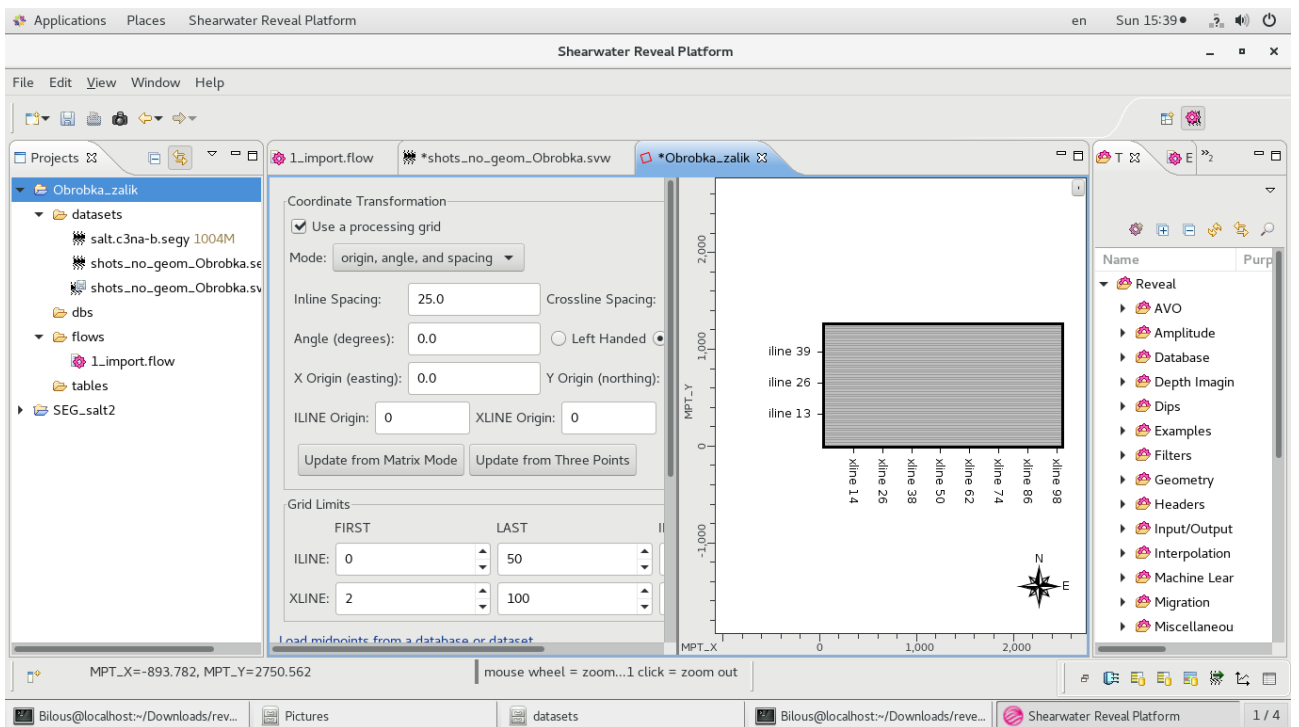 Applications Places Shearwater Reveal Platform en Sun 15:39
Shearwater Reveal Platform
File Edit View Window Help
Projects
1_import.flow *shots_no_geom_Obrobka.svw *Obrobka_zalik T E »2
Obrobka_zalik
datasets
salt.c3na-b.segy 1004M
shots_no_geom_Obrobka.se
shots_no_geom_Obrobka.sv
dbs
flows
1_import.flow
tables
SEG_salt2
Coordinate Transformation
Use a processing grid
Mode: origin, angle, and spacing
Inline Spacing: 25.0 Crossline Spacing:
Angle (degrees): 0.0 Left Handed
X Origin (easting): 0.0 Y Origin (northing):
ILINE Origin: 0 XLINE Origin: 0
Update from Matrix Mode Update from Three Points
Grid Limits
FIRST LAST
ILINE: 0 50
XLINE: 2 100
Load midpoints from a database or dataset
MPT_Y
2,000
1,000
0
-1,000
iline 39
iline 26
iline 13
xline 14 xline 26 xline 38 xline 50 xline 62 xline 74 xline 86 xline 98
N
E
MPT_X 0 1,000 2,000
Name Purp
Reveal
AVO
Amplitude
Database
Depth Imagin
Dips
Examples
Filters
Geometry
Headers
Input/Output
Interpolation
Machine Lear
Migration
Miscellaneou
MPT_X=-893.782, MPT_Y=2750.562 mouse wheel = zoom...1 click = zoom out
Bilous@localhost:~/Downloads/rev... Pictures datasets Bilous@localhost:~/Downloads/reve... Shearwater Reveal Platform 1 / 4